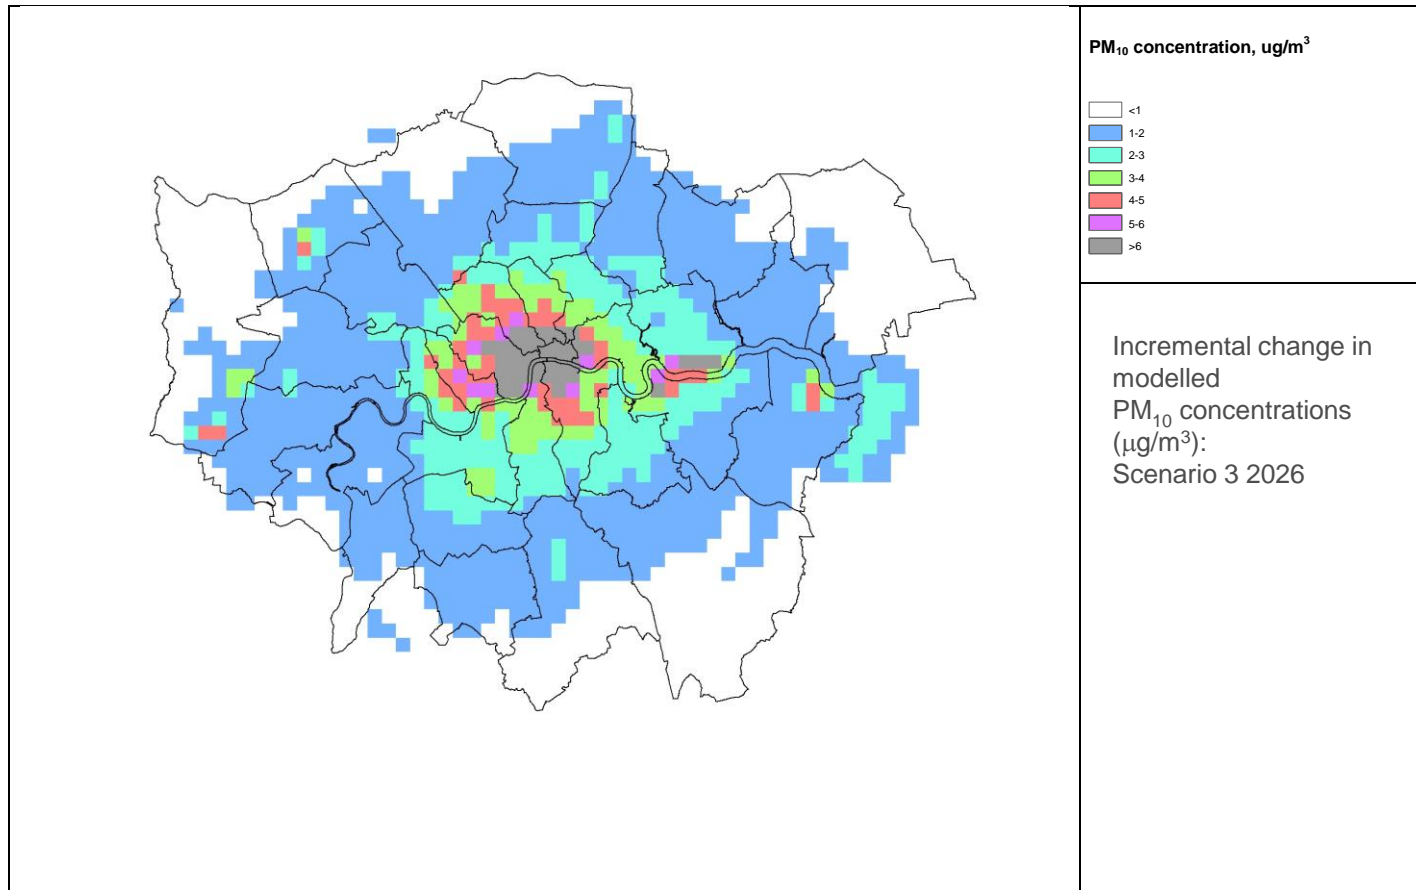 PM₁₀ concentration, ug/m³
<1
1-2
2-3
3-4
4-5
5-6
>6
Incremental change in
modelled
PM₁₀ concentrations
(μg/m³):
Scenario 3 2026